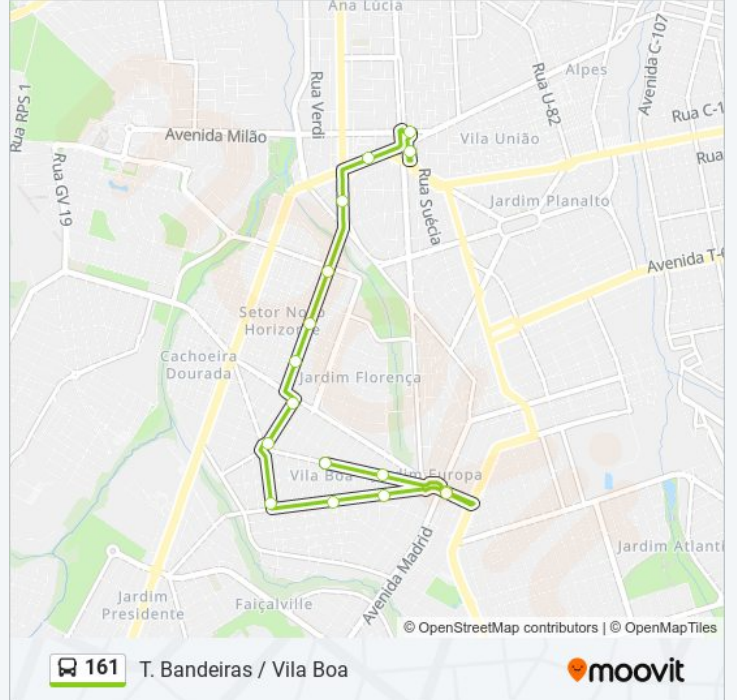 Ana Lúcia
Alpes
Avenida C-107
Rua U-82
Rua C-1
Rua RPS 1
Rua Verdi
Avenida Milão
Vila União
Rua
Rua GV 19
Rua Suécia
Jardim Planalto
Avenida T-6
Setor Novo
Horizonte
Cachoeira
Dourada
Jardim Florença
Vila Boa
Jardim Europa
Avenida Madrid
Jardim Atlanti
Jardim
Presidente
Faiçalville
© OpenStreetMap contributors | © OpenMapTiles
161 T. Bandeiras / Vila Boa
moovit